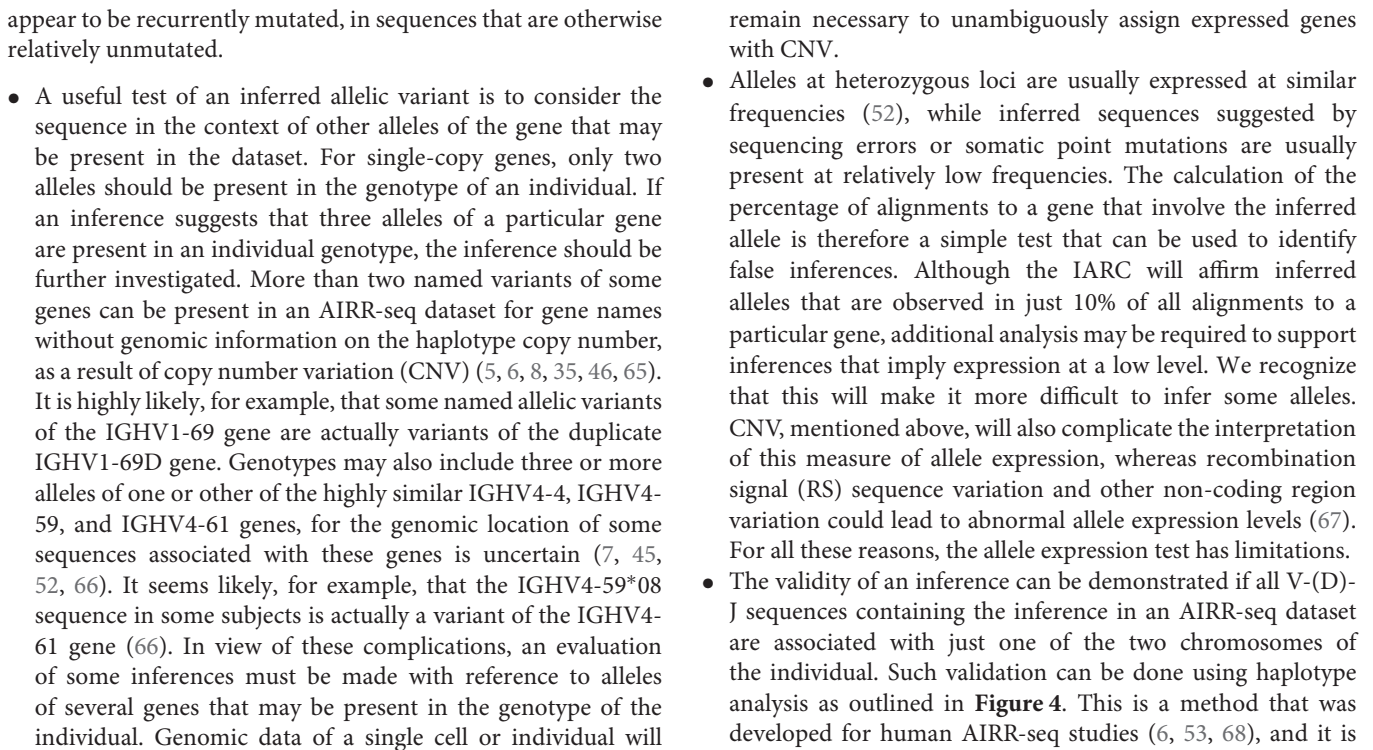 appear to be recurrently mutated, in sequences that are otherwise
relatively unmutated.
• A useful test of an inferred allelic variant is to consider the
sequence in the context of other alleles of the gene that may
be present in the dataset. For single-copy genes, only two
alleles should be present in the genotype of an individual. If
an inference suggests that three alleles of a particular gene
are present in an individual genotype, the inference should be
further investigated. More than two named variants of some
genes can be present in an AIRR-seq dataset for gene names
without genomic information on the haplotype copy number,
as a result of copy number variation (CNV) (5, 6, 8, 35, 46, 65).
It is highly likely, for example, that some named allelic variants
of the IGHV1-69 gene are actually variants of the duplicate
IGHV1-69D gene. Genotypes may also include three or more
alleles of one or other of the highly similar IGHV4-4, IGHV4-
59, and IGHV4-61 genes, for the genomic location of some
sequences associated with these genes is uncertain (7, 45,
52, 66). It seems likely, for example, that the IGHV4-59*08
sequence in some subjects is actually a variant of the IGHV4-
61 gene (66). In view of these complications, an evaluation
of some inferences must be made with reference to alleles
of several genes that may be present in the genotype of the
individual. Genomic data of a single cell or individual will
remain necessary to unambiguously assign expressed genes
with CNV.
• Alleles at heterozygous loci are usually expressed at similar
frequencies (52), while inferred sequences suggested by
sequencing errors or somatic point mutations are usually
present at relatively low frequencies. The calculation of the
percentage of alignments to a gene that involve the inferred
allele is therefore a simple test that can be used to identify
false inferences. Although the IARC will affirm inferred
alleles that are observed in just 10% of all alignments to a
particular gene, additional analysis may be required to support
inferences that imply expression at a low level. We recognize
that this will make it more difficult to infer some alleles.
CNV, mentioned above, will also complicate the interpretation
of this measure of allele expression, whereas recombination
signal (RS) sequence variation and other non-coding region
variation could lead to abnormal allele expression levels (67).
For all these reasons, the allele expression test has limitations.
• The validity of an inference can be demonstrated if all V-(D)-
J sequences containing the inference in an AIRR-seq dataset
are associated with just one of the two chromosomes of
the individual. Such validation can be done using haplotype
analysis as outlined in Figure 4. This is a method that was
developed for human AIRR-seq studies (6, 53, 68), and it is